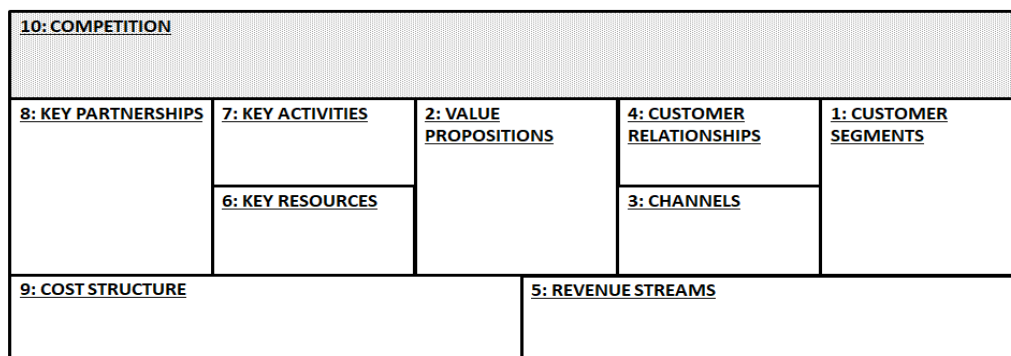 10: COMPETITION
8: KEY PARTNERSHIPS
7: KEY ACTIVITIES
2: VALUE
PROPOSITIONS
4: CUSTOMER
RELATIONSHIPS
1: CUSTOMER
SEGMENTS
6: KEY RESOURCES
3: CHANNELS
9: COST STRUCTURE
5: REVENUE STREAMS